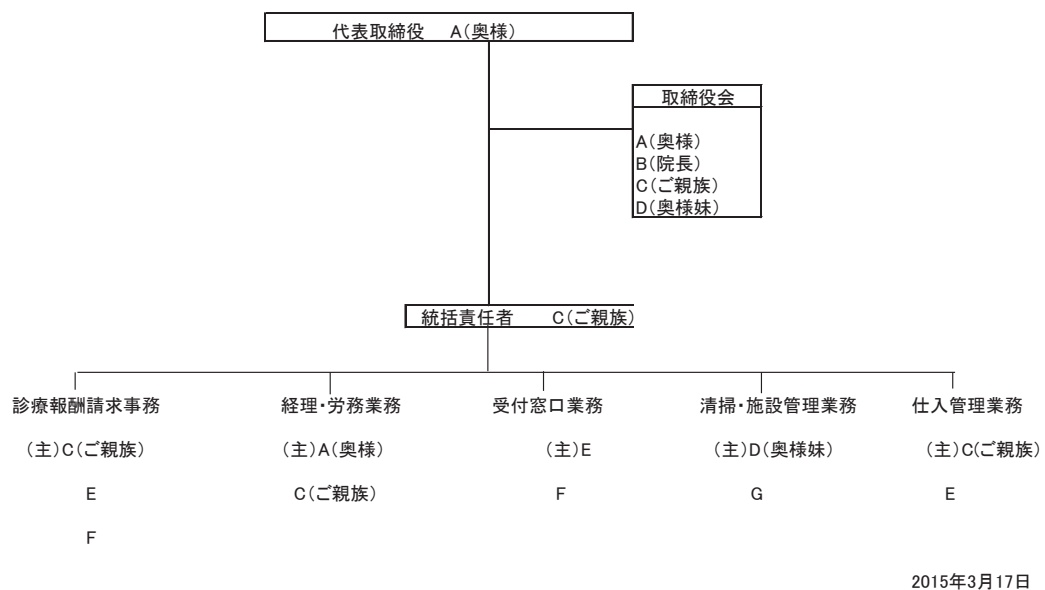 代表取締役 A(奥様)
取締役会
A(奥様)
B(院長)
C(ご親族)
D(奥様妹)
統括責任者 C(ご親族)
診療報酬請求事務 経理・労務業務 受付窓口業務 清掃・施設管理業務 仕入管理業務
(主)C(ご親族) (主)A(奥様) (主)E (主)D(奥様妹) (主)C(ご親族)
E C(ご親族) F G E
F
2015年3月17日